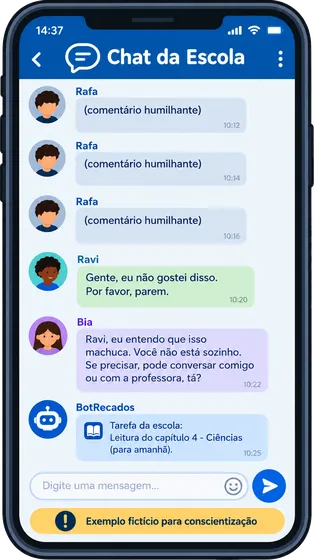 14:37
Chat da Escola
Rafa
(comentário humilhante)
10:12
Rafa
(comentário humilhante)
10:14
Rafa
(comentário humilhante)
10:16
Ravi
Gente, eu não gostei disso.
Por favor, parem.
10:20
Bia
Ravi, eu entendo que isso
machuca. Você não está sozinho.
Se precisar, pode conversar comigo
ou com a professora, tá?
10:22
BotRecados
Tarefa da escola:
Leitura do capítulo 4 - Ciências
(para amanhã).
10:25
Digite uma mensagem...
Exemplo fictício para conscientização